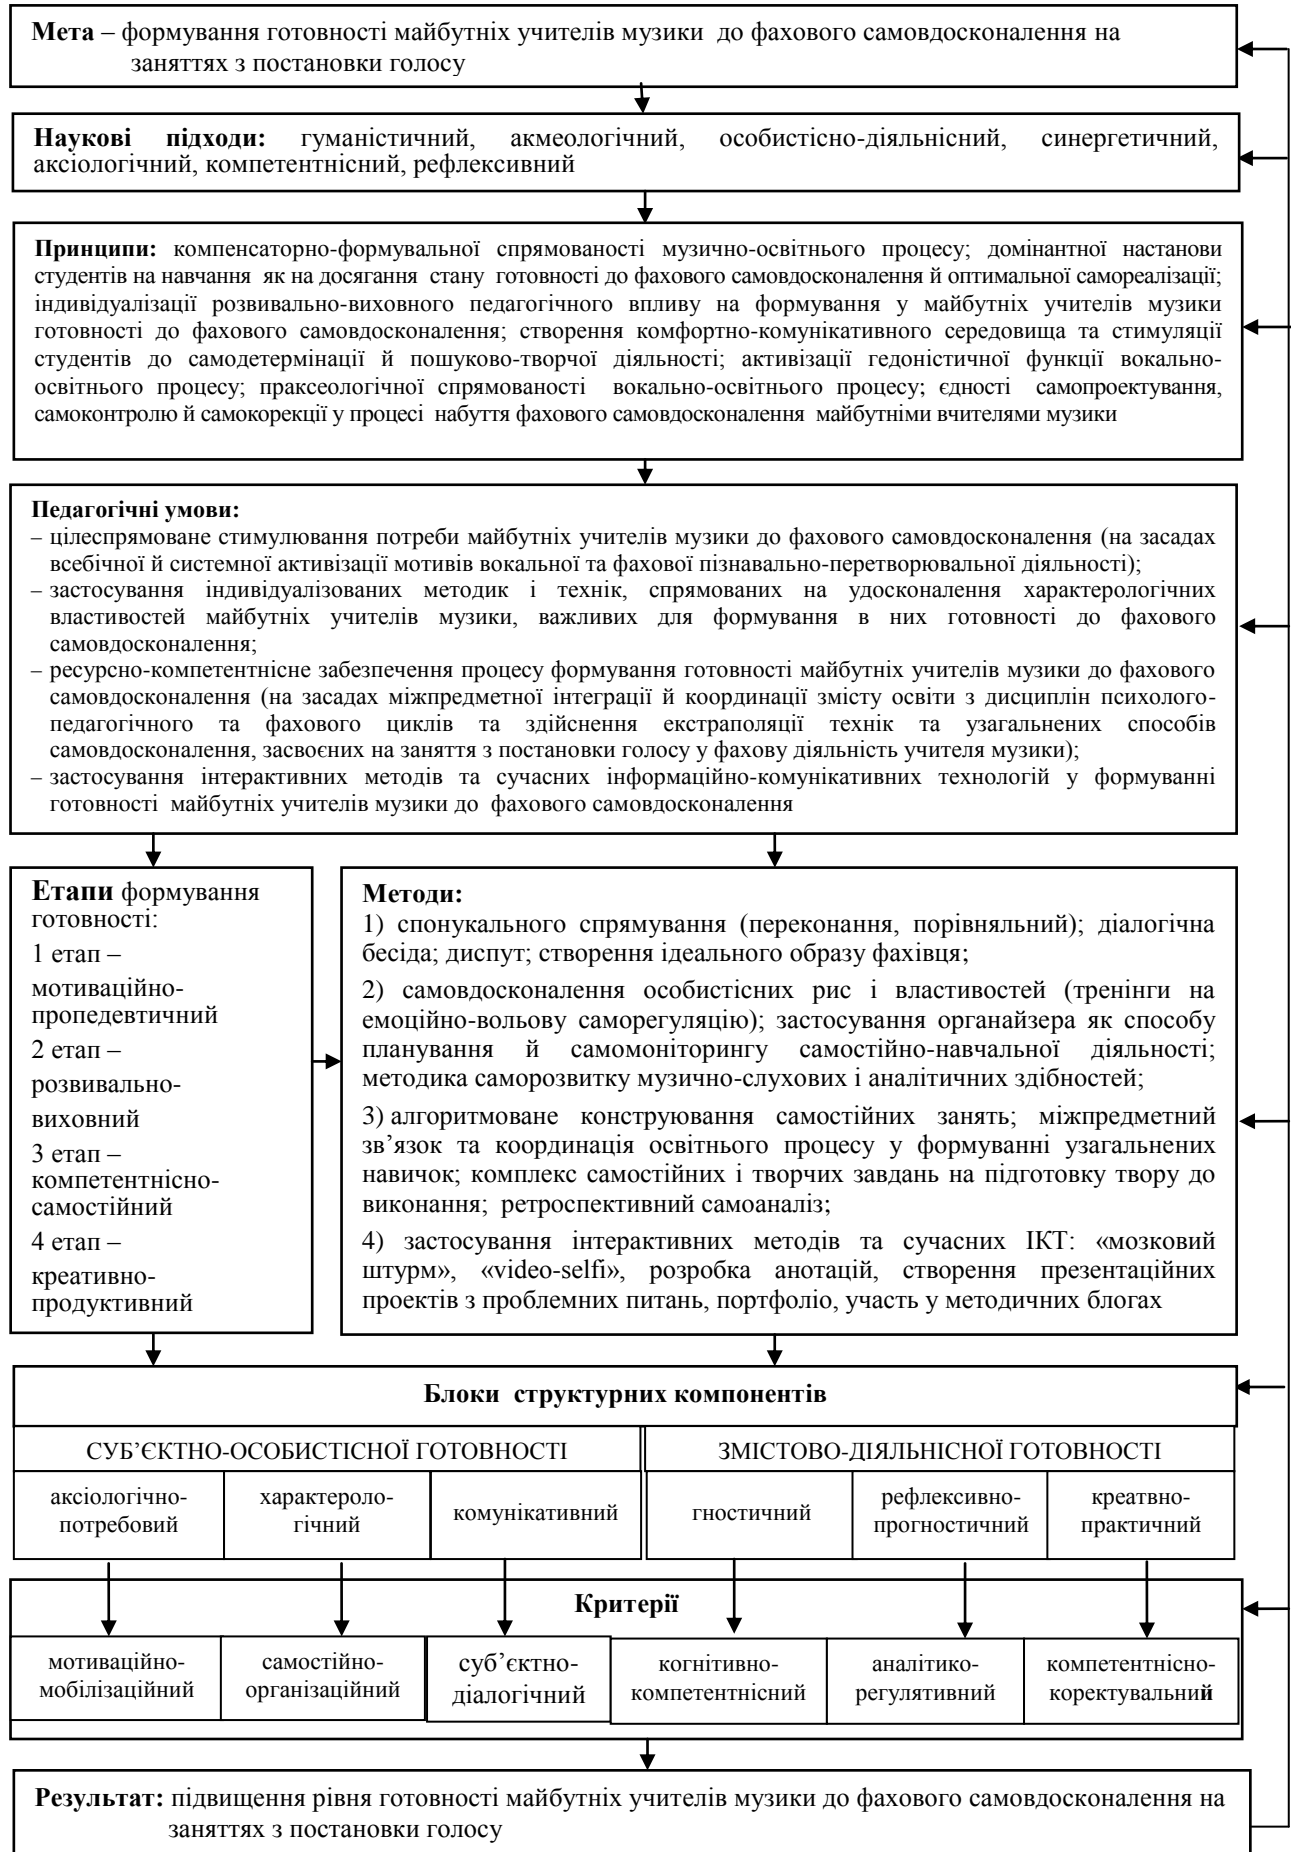 Мета – формування готовності майбутніх учителів музики до фахового самовдосконалення на
заняттях з постановки голосу
Наукові підходи: гуманістичний, акмеологічний, особистісно-діяльнісний, синергетичний,
аксіологічний, компетентнісний, рефлексивний
Принципи: компенсаторно-формувальної спрямованості музично-освітнього процесу; домінантної настанови
студентів на навчання як на досягання стану готовності до фахового самовдосконалення й оптимальної самореалізації;
індивідуалізації розвивально-виховного педагогічного впливу на формування у майбутніх учителів музики
готовності до фахового самовдосконалення; створення комфортно-комунікативного середовища та стимуляції
студентів до самодетермінації й пошуково-творчої діяльності; активізації гедоністичної функції вокально-
освітнього процесу; праксеологічної спрямованості вокально-освітнього процесу; єдності самопроектування,
самоконтролю й самокорекції у процесі набуття фахового самовдосконалення майбутніми вчителями музики
Педагогічні умови:
– цілеспрямоване стимулювання потреби майбутніх учителів музики до фахового самовдосконалення (на засадах
всебічної й системної активізації мотивів вокальної та фахової пізнавально-перетворювальної діяльності);
– застосування індивідуалізованих методик і технік, спрямованих на удосконалення характерологічних
властивостей майбутніх учителів музики, важливих для формування в них готовності до фахового
самовдосконалення;
– ресурсно-компетентнісне забезпечення процесу формування готовності майбутніх учителів музики до фахового
самовдосконалення (на засадах міжпредметної інтеграції й координації змісту освіти з дисциплін психолого-
педагогічного та фахового циклів та здійснення екстраполяції технік та узагальнених способів
самовдосконалення, засвоєних на заняття з постановки голосу у фахову діяльність учителя музики);
– застосування інтерактивних методів та сучасних інформаційно-комунікативних технологій у формуванні
готовності майбутніх учителів музики до фахового самовдосконалення
Етапи формування
готовності:
1 етап –
мотиваційно-
пропедевтичний
2 етап –
розвивально-
виховний
3 етап –
компетентнісно-
самостійний
4 етап –
креативно-
продуктивний
Методи:
1) спонукального спрямування (переконання, порівняльний); діалогічна
бесіда; диспут; створення ідеального образу фахівця;
2) самовдосконалення особистісних рис і властивостей (тренінги на
емоційно-вольову саморегуляцію); застосування органайзера як способу
планування й самомоніторингу самостійно-навчальної діяльності;
методика саморозвитку музично-слухових і аналітичних здібностей;
3) алгоритмоване конструювання самостійних занять; міжпредметний
зв’язок та координація освітнього процесу у формуванні узагальнених
навичок; комплекс самостійних і творчих завдань на підготовку твору до
виконання; ретроспективний самоаналіз;
4) застосування інтерактивних методів та сучасних ІКТ: «мозковий
штурм», «video-selfi», розробка анотацій, створення презентаційних
проектів з проблемних питань, портфоліо, участь у методичних блогах
Блоки структурних компонентів
СУБ’ЄКТНО-ОСОБИСТІСНОЇ ГОТОВНОСТІ
ЗМІСТОВО-ДІЯЛЬНІСНОЇ ГОТОВНОСТІ
аксіологічно-
потребовий
характероло-
гічний
комунікативний
гностичний
рефлексивно-
прогностичний
креатвно-
практичний
Критерії
мотиваційно-
мобілізаційний
самостійно-
організаційний
суб’єктно-
діалогічний
когнітивно-
компетентнісний
аналітико-
регулятивний
компетентнісно-
коректувальний
Результат: підвищення рівня готовності майбутніх учителів музики до фахового самовдосконалення на
заняттях з постановки голосу